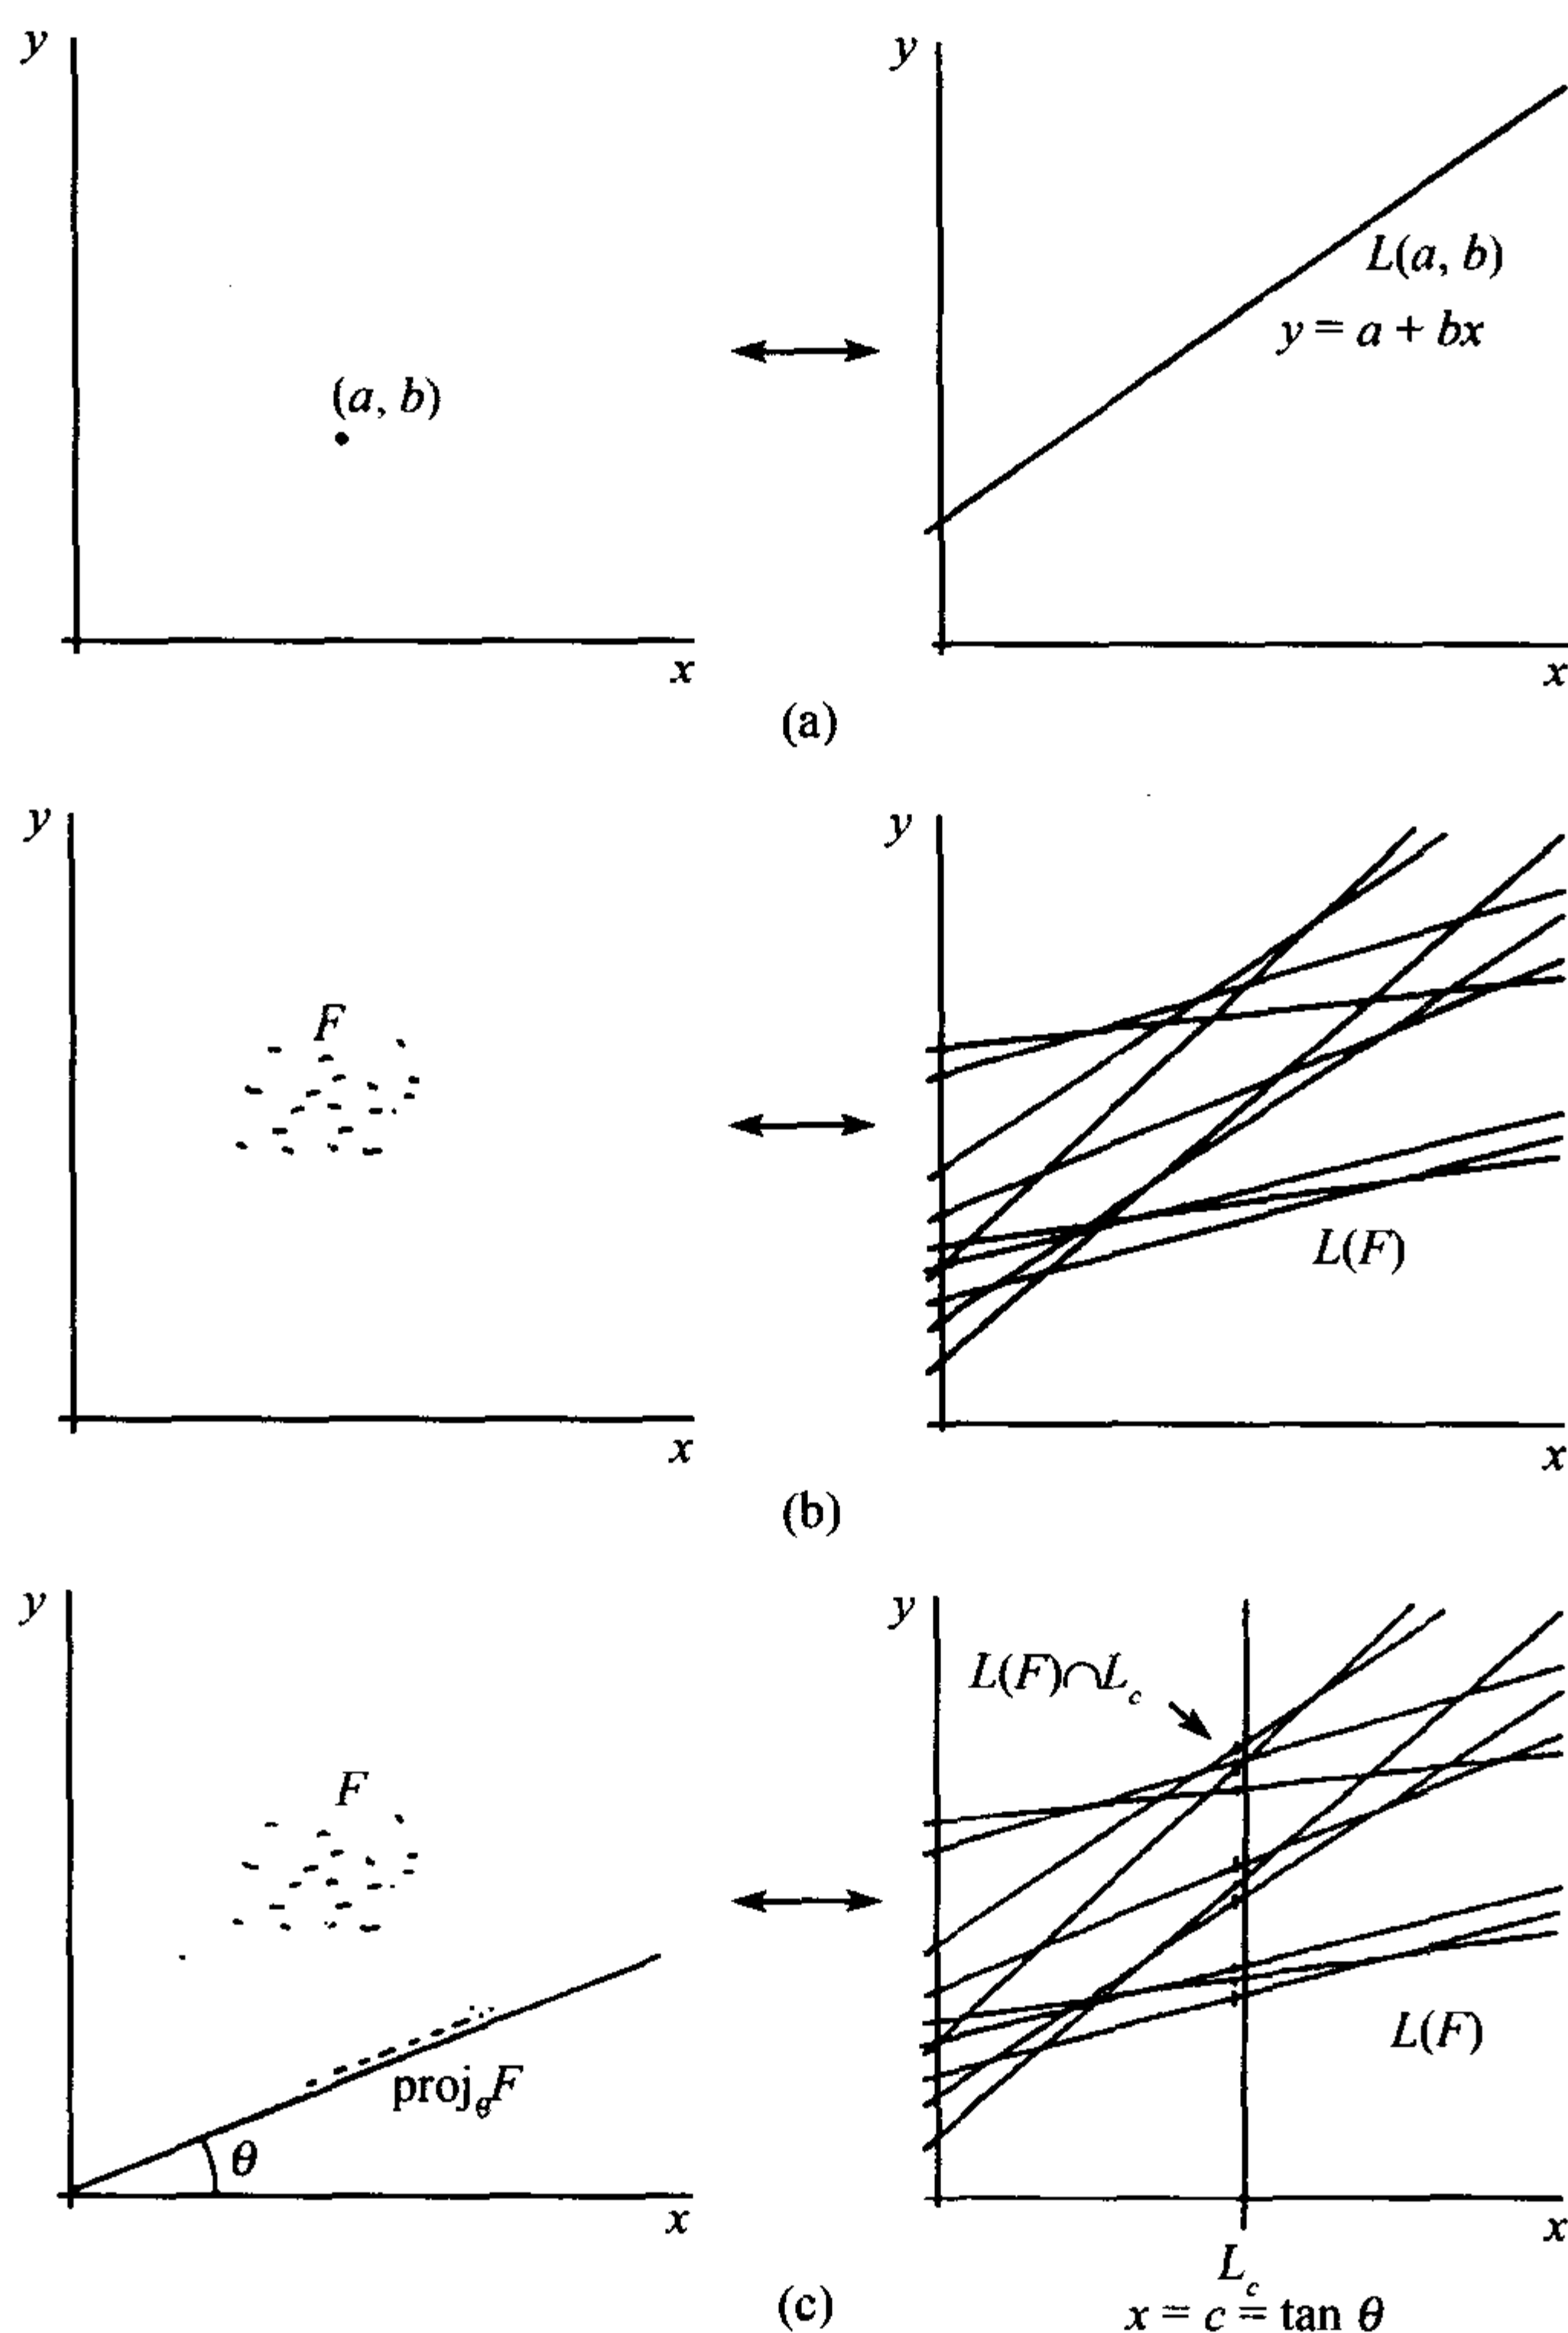 y
y
L(a, b)
y = a + bx
(a, b)
x
x
(a)
y
y
F
L(F)
x
x
(b)
y
y
L(F)∩L_c
F
L(F)
proj_θF
θ
x
x
L_c
x = c = tan θ
(c)